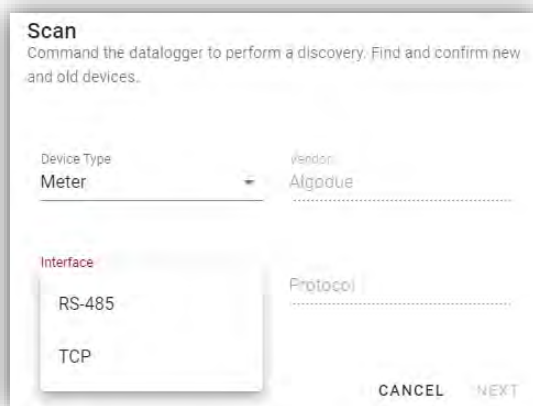 Scan
Command the datalogger to perform a discovery. Find and confirm new
and old devices.
Device Type
Vendor
Meter
Algodue
Interface
RS-485
Protocol
TCP
CANCEL NEXT